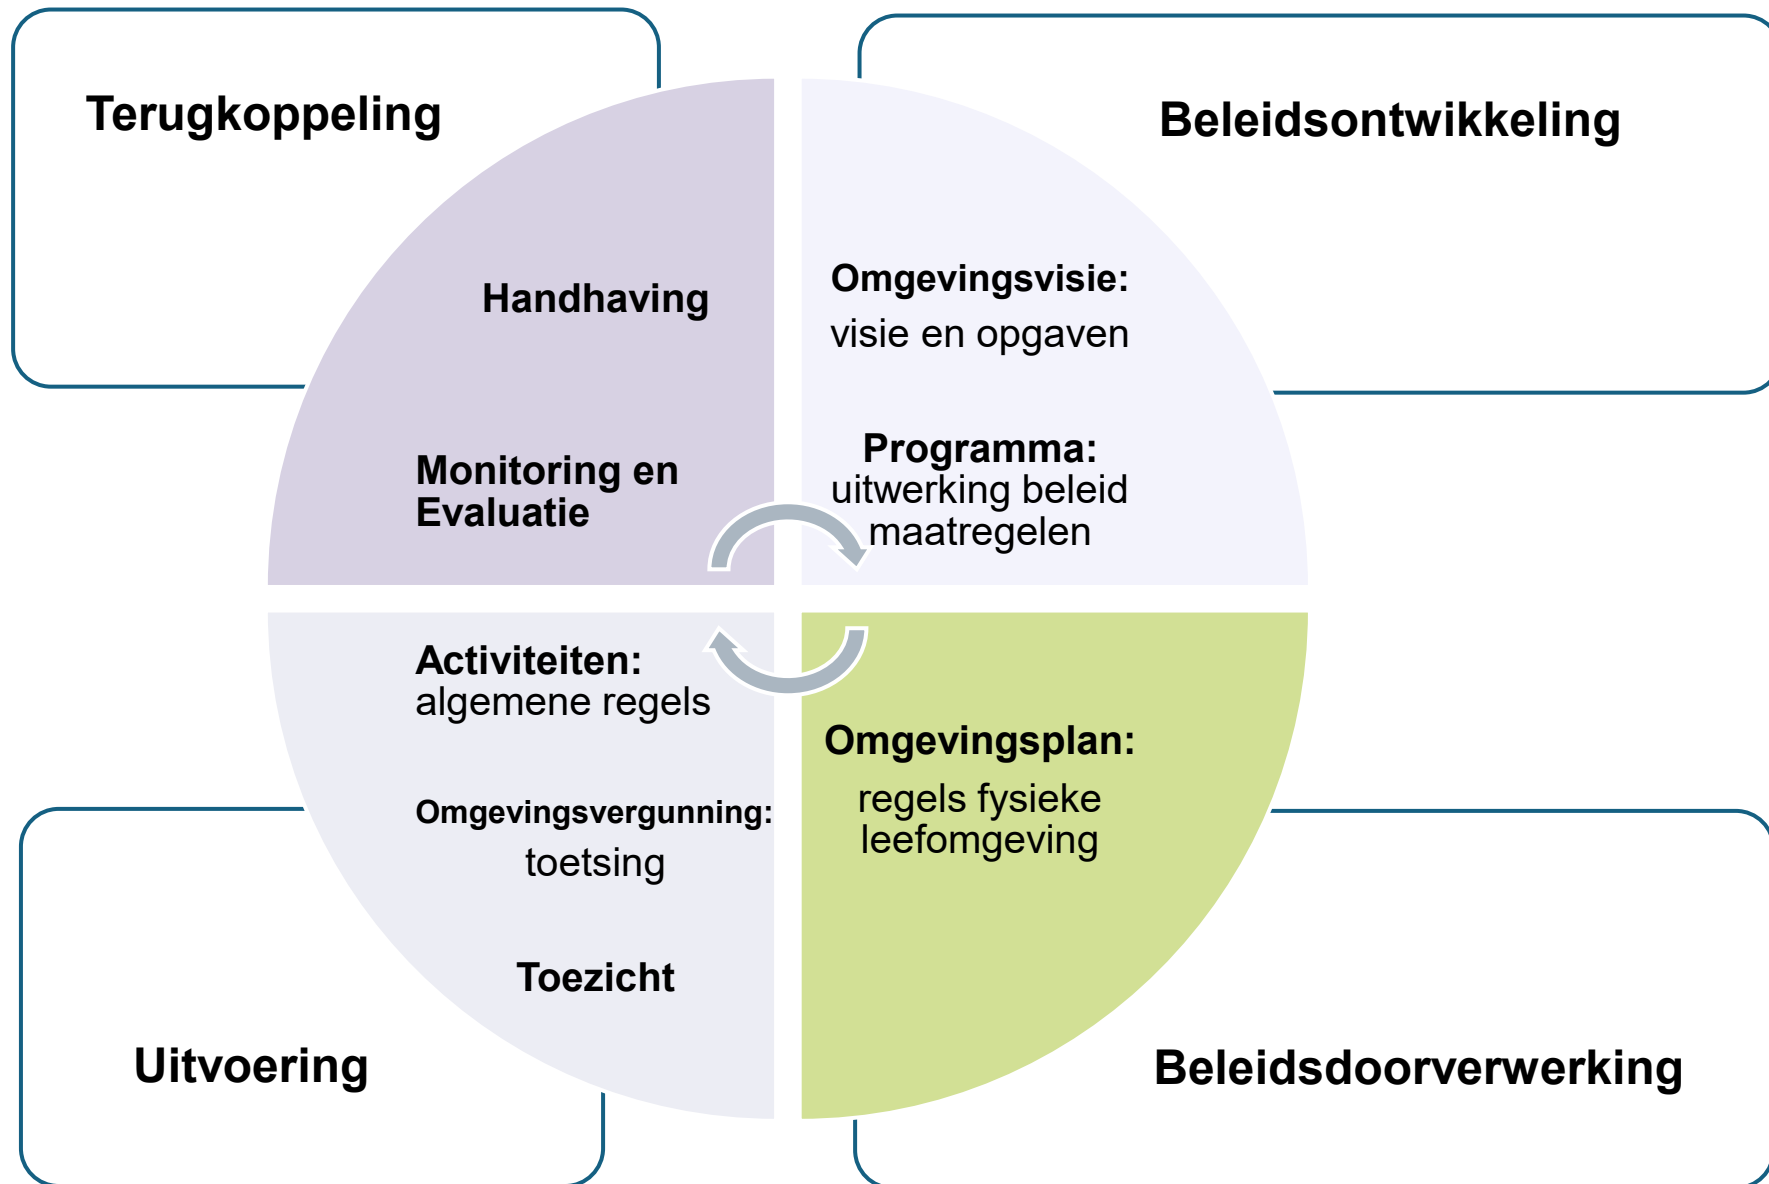 Terugkoppeling
Beleidsontwikkeling
Handhaving
Monitoring en
Evaluatie
Omgevingsvisie:
visie en opgaven
Programma:
uitwerking beleid
maatregelen
Activiteiten:
algemene regels
Omgevingsvergunning:
toetsing
Toezicht
Omgevingsplan:
regels fysieke
leefomgeving
Uitvoering
Beleidsdoorverwerking